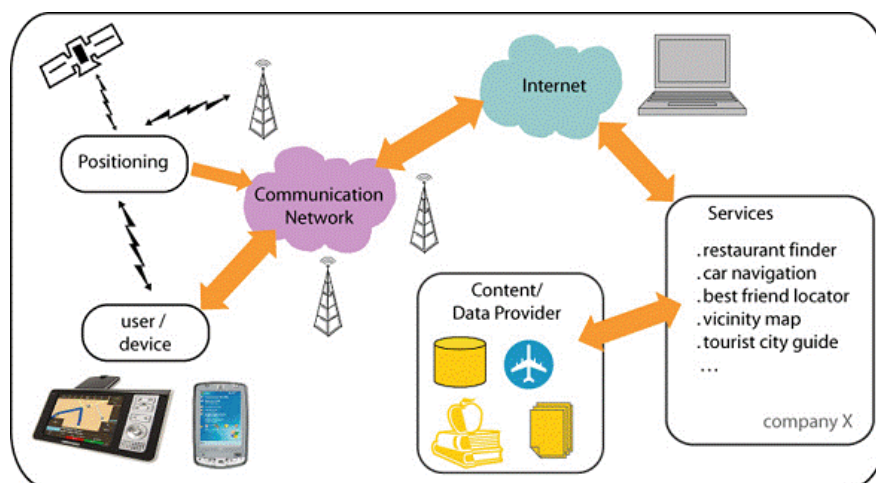 Internet
Positioning
Communication
Network
Services
.restaurant finder
.car navigation
.best friend locator
.vicinity map
.tourist city guide
...
Content/
Data Provider
user /
device
company X